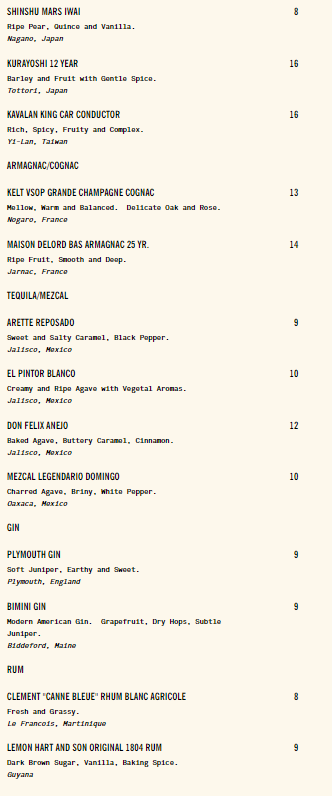 SHINSHU MARS IWAI 8
Ripe Pear, Quince and Vanilla.
Nagano, Japan
KURAYOSHI 12 YEAR 16
Barley and Fruit with Gentle Spice.
Tottori, Japan
KAVALAN KING CAR CONDUCTOR 16
Rich, Spicy, Fruity and Complex.
Yi-Lan, Taiwan
ARMAGNAC/COGNAC
KELT VSOP GRANDE CHAMPAGNE COGNAC 13
Mellow, Warm and Balanced. Delicate Oak and Rose.
Nogaro, France
MAISON DELORD BAS ARMAGNAC 25 YR. 14
Ripe Fruit, Smooth and Deep.
Jarnac, France
TEQUILA/MEZCAL
ARETTE REPOSADO 9
Sweet and Salty Caramel, Black Pepper.
Jalisco, Mexico
EL PINTOR BLANCO 10
Creamy and Ripe Agave with Vegetal Aromas.
Jalisco, Mexico
DON FELIX ANEJO 12
Baked Agave, Buttery Caramel, Cinnamon.
Jalisco, Mexico
MEZCAL LEGENDARIO DOMINGO 10
Charred Agave, Briny, White Pepper.
Oaxaca, Mexico
GIN
PLYMOUTH GIN 9
Soft Juniper, Earthy and Sweet.
Plymouth, England
BIMINI GIN 9
Modern American Gin. Grapefruit, Dry Hops, Subtle
Juniper.
Biddeford, Maine
RUM
CLEMENT "CANNE BLEUE" RHUM BLANC AGRICOLE 8
Fresh and Grassy.
Le Francois, Martinique
LEMON HART AND SON ORIGINAL 1804 RUM 9
Dark Brown Sugar, Vanilla, Baking Spice.
Guyana